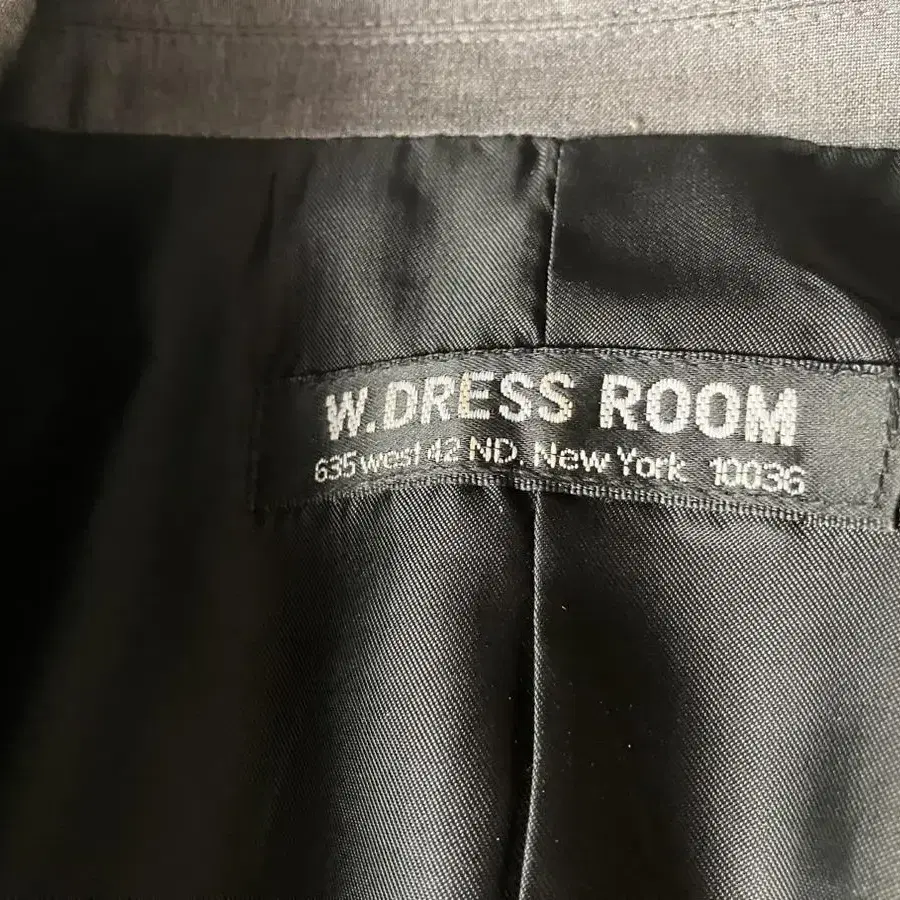 W.DRESS ROOM
635 west 42 ND. New York 10036